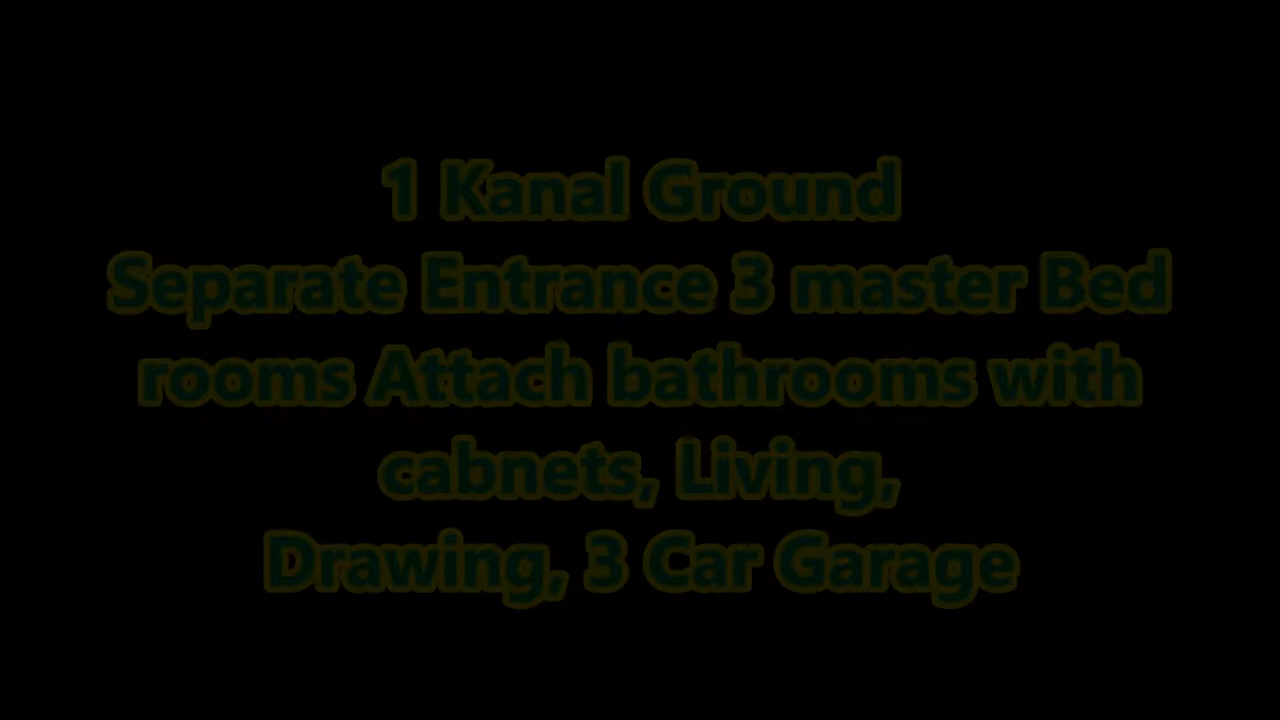 1 Kanal Ground
Separate Entrance 3 master Bed
rooms Attach bathrooms with
cabnets, Living,
Drawing, 3 Car Garage